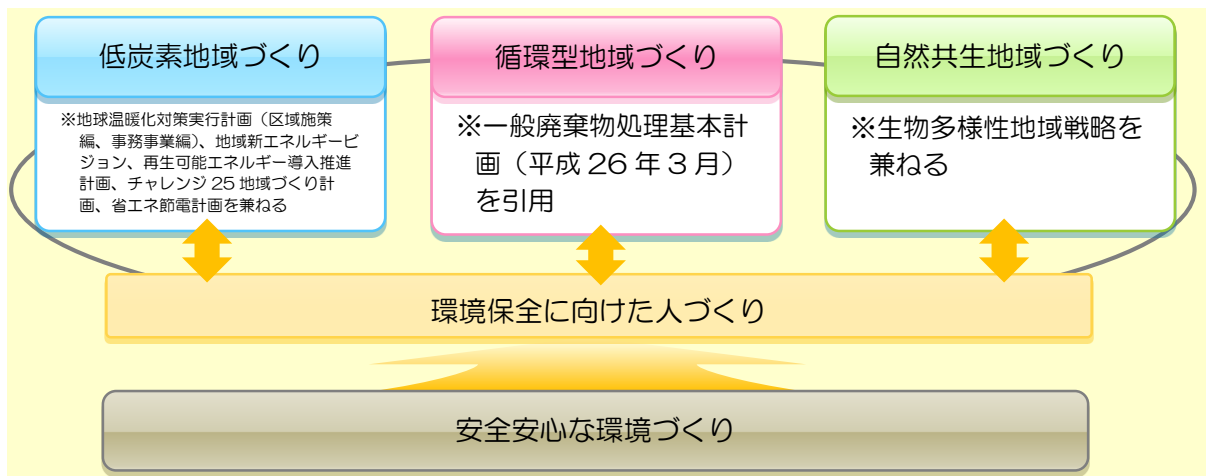 低炭素地域づくり
※地球温暖化対策実行計画（区域施策
編、事務事業編）、地域新エネルギービ
ジョン、再生可能エネルギー導入推進
計画、チャレンジ25地域づくり計
画、省エネ節電計画を兼ねる
循環型地域づくり
※一般廃棄物処理基本計
画（平成26年3月）
を引用
自然共生地域づくり
※生物多様性地域戦略を
兼ねる
環境保全に向けた人づくり
安全安心な環境づくり